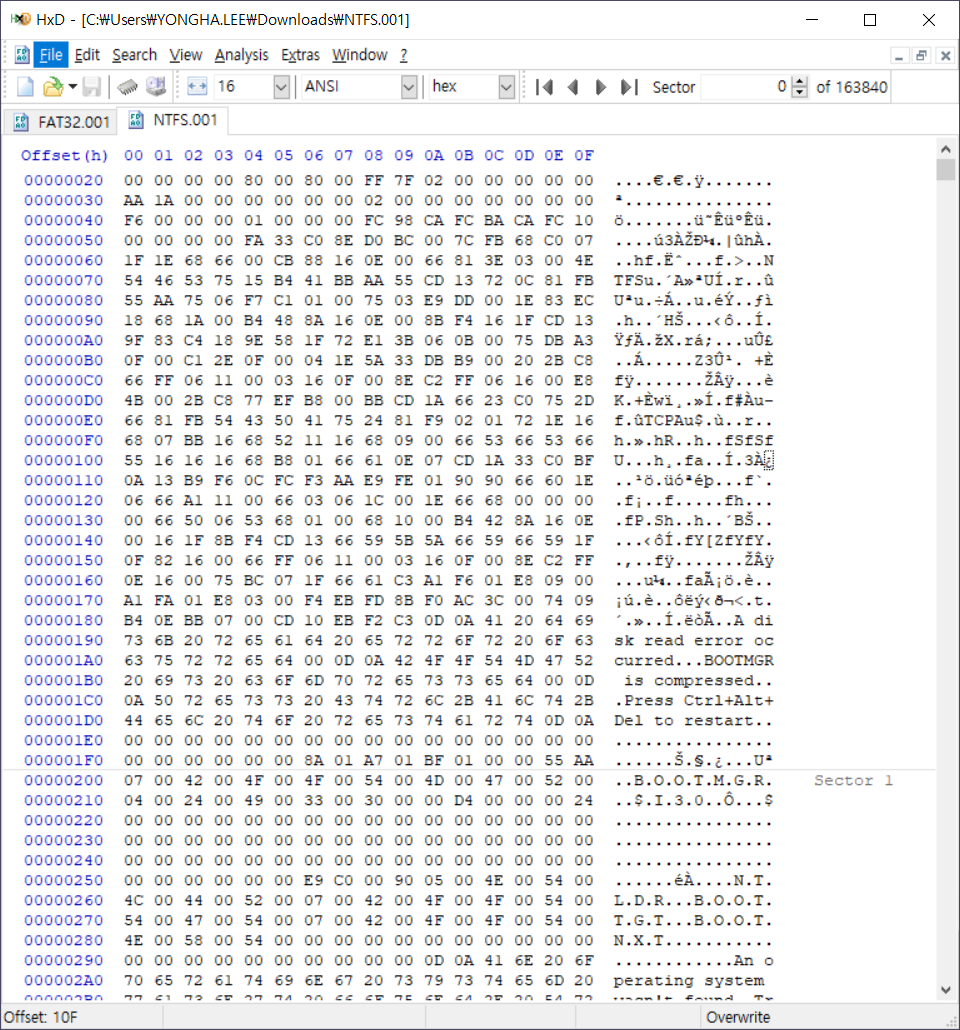 HxD - [C:₩Users₩YONGHA.LEE₩Downloads₩NTFS.001]
File Edit Search View Analysis Extras Window ?
16 ANSI hex Sector 0 of 163840
FAT32.001 NTFS.001
Offset(h) 00 01 02 03 04 05 06 07 08 09 0A 0B 0C 0D 0E 0F
00000020 00 00 00 00 80 00 80 00 FF 7F 02 00 00 00 00 00 ....€.€.ÿ.......
00000030 AA 1A 00 00 00 00 00 00 02 00 00 00 00 00 00 00 ª...............
00000040 F6 00 00 00 01 00 00 00 FC 98 CA FC BA CA FC 10 ö.......ü˜ÊüºÊü.
00000050 00 00 00 00 FA 33 C0 8E D0 BC 00 7C FB 68 C0 07 ....ú3ÀŽÐ¼.|ûhÀ.
00000060 1F 1E 68 66 00 CB 88 16 0E 00 66 81 3E 03 00 4E ..hf.Ëˆ...f.>..N
00000070 54 46 53 75 15 B4 41 BB AA 55 CD 13 72 0C 81 FB TFSu.´A»ªUÍ.r..û
00000080 55 AA 75 06 F7 C1 01 00 75 03 E9 DD 00 1E 83 EC Uªu.÷Á..u.éÝ..ƒì
00000090 18 68 1A 00 B4 48 8A 16 0E 00 8B F4 16 1F CD 13 .h..´HŠ...‹ô..Í.
000000A0 9F 83 C4 18 9E 58 1F 72 E1 3B 06 0B 00 75 DB A3 ŸƒÄ.žX.rá;...uÛ£
000000B0 0F 00 C1 2E 0F 00 04 1E 5A 33 DB B9 00 20 2B C8 ..Á.....Z3Û¹. +È
000000C0 66 FF 06 11 00 03 16 0F 00 8E C2 FF 06 16 00 E8 fÿ.......ŽÂÿ...è
000000D0 4B 00 2B C8 77 EF B8 00 BB CD 1A 66 23 C0 75 2D K.+Èwï¸.»Í.f#Àu-
000000E0 66 81 FB 54 43 50 41 75 24 81 F9 02 01 72 1E 16 f.ûTCPAu$.ù..r..
000000F0 68 07 BB 16 68 52 11 16 68 09 00 66 53 66 53 66 h.».hR..h..fSfSf
00000100 55 16 16 16 68 B8 01 66 61 0E 07 CD 1A 33 C0 BF U...h¸.fa..Í.3À¿
00000110 0A 13 B9 F6 0C FC F3 AA E9 FE 01 90 90 66 60 1E ..¹ö.üóªéþ...f`.
00000120 06 66 A1 11 00 66 03 06 1C 00 1E 66 68 00 00 00 .f¡..f.....fh...
00000130 00 66 50 06 53 68 01 00 68 10 00 B4 42 8A 16 0E .fP.Sh..h..´BŠ..
00000140 00 16 1F 8B F4 CD 13 66 59 5B 5A 66 59 66 59 1F ...‹ôÍ.fY[ZfYfY.
00000150 0F 82 16 00 66 FF 06 11 00 03 16 0F 00 8E C2 FF .‚..fÿ.......ŽÂÿ
00000160 0E 16 00 75 BC 07 1F 66 61 C3 A1 F6 01 E8 09 00 ...u¼..faÃ¡ö.è..
00000170 A1 FA 01 E8 03 00 F4 EB FD 8B F0 AC 3C 00 74 09 ¡ú.è..ôëý‹ð¬<.t.
00000180 B4 0E BB 07 00 CD 10 EB F2 C3 0D 0A 41 20 64 69 ´.»..Í.ëòÃ..A di
00000190 73 6B 20 72 65 61 64 20 65 72 72 6F 72 20 6F 63 sk read error oc
000001A0 63 75 72 72 65 64 00 0D 0A 42 4F 4F 54 4D 47 52 curred...BOOTMGR
000001B0 20 69 73 20 63 6F 6D 70 72 65 73 73 65 64 00 0D is compressed..
000001C0 0A 50 72 65 73 73 20 43 74 72 6C 2B 41 6C 74 2B .Press Ctrl+Alt+
000001D0 44 65 6C 20 74 6F 20 72 65 73 74 61 72 74 0D 0A Del to restart..
000001E0 00 00 00 00 00 00 00 00 00 00 00 00 00 00 00 00 ................
000001F0 00 00 00 00 00 00 8A 01 A7 01 BF 01 00 00 55 AA ......Š.§.¿...Uª
00000200 07 00 42 00 4F 00 4F 00 54 00 4D 00 47 00 52 00 ..B.O.O.T.M.G.R. Sector 1
00000210 04 00 24 00 49 00 33 00 30 00 00 D4 00 00 00 24 ..$.I.3.0..Ô...$
00000220 00 00 00 00 00 00 00 00 00 00 00 00 00 00 00 00 ................
00000230 00 00 00 00 00 00 00 00 00 00 00 00 00 00 00 00 ................
00000240 00 00 00 00 00 00 00 00 00 00 00 00 00 00 00 00 ................
00000250 00 00 00 00 00 00 E9 C0 00 90 05 00 4E 00 54 00 ......éÀ....N.T.
00000260 4C 00 44 00 52 00 07 00 42 00 4F 00 4F 00 54 00 L.D.R...B.O.O.T.
00000270 54 00 47 00 54 00 07 00 42 00 4F 00 4F 00 54 00 T.G.T...B.O.O.T.
00000280 4E 00 58 00 54 00 00 00 00 00 00 00 00 00 00 00 N.X.T...........
00000290 00 00 00 00 00 00 00 00 00 00 0D 0A 41 6E 20 6F ............An o
000002A0 70 65 72 61 74 69 6E 67 20 73 79 73 74 65 6D 20 perating system
000002B0 77 61 73 6E 27 74 20 66 6F 75 6E 64 2E 20 54 72 wasn't found. Tr
Offset: 10F Overwrite